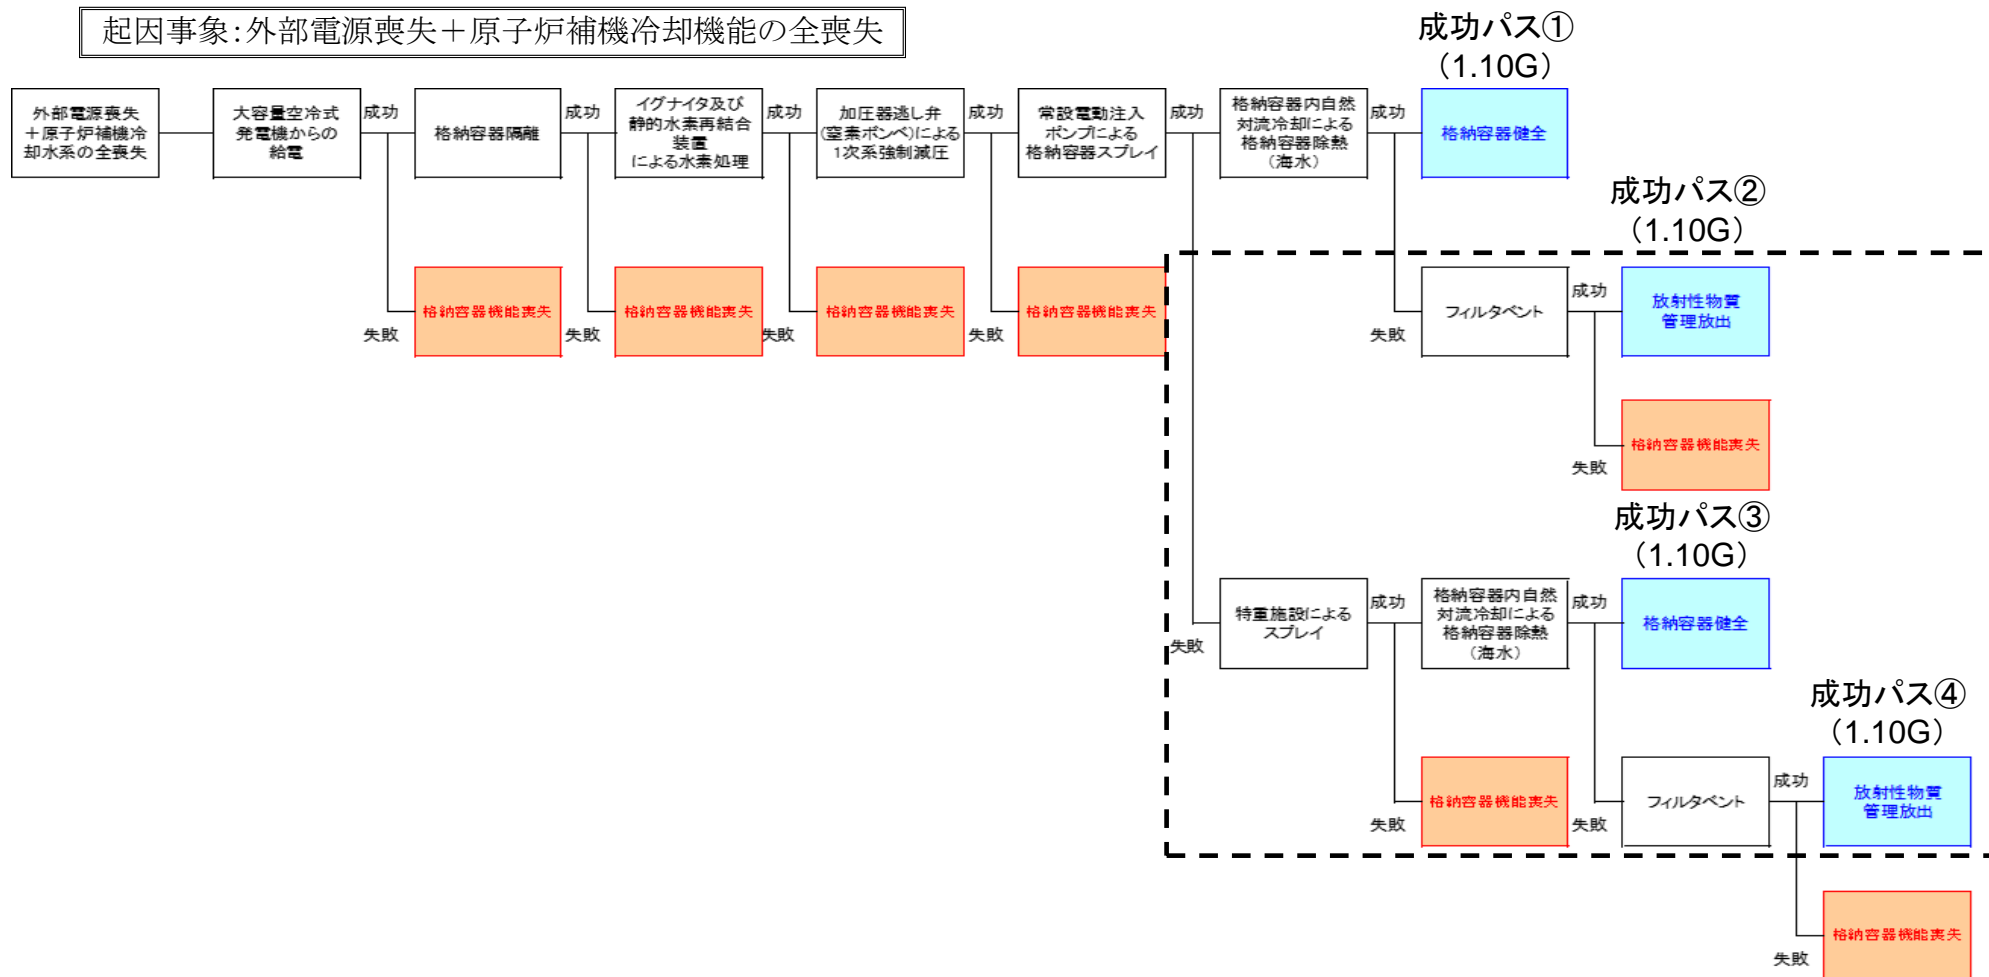 起因事象:外部電源喪失＋原子炉補機冷却機能の全喪失
成功パス①
（1.10G）
外部電源喪失
＋原子炉補機冷
却水系の全喪失
大容量空冷式
発電機からの
給電
成功
失敗
格納容器隔離
成功
失敗
イグナイタ及び
静的水素再結合
装置
による水素処理
成功
失敗
加圧器逃し弁
(窒素ボンベ)による
1次系強制減圧
成功
失敗
常設電動注入
ポンプによる
格納容器スプレイ
成功
失敗
格納容器内自然
対流冷却による
格納容器除熱
（海水）
成功
失敗
格納容器健全
格納容器機能喪失
格納容器機能喪失
格納容器機能喪失
格納容器機能喪失
成功パス②
（1.10G）
フィルタベント
成功
失敗
放射性物質
管理放出
格納容器機能喪失
成功パス③
（1.10G）
特重施設による
スプレイ
成功
失敗
格納容器内自然
対流冷却による
格納容器除熱
（海水）
成功
失敗
格納容器健全
格納容器機能喪失
成功パス④
（1.10G）
フィルタベント
成功
失敗
放射性物質
管理放出
格納容器機能喪失